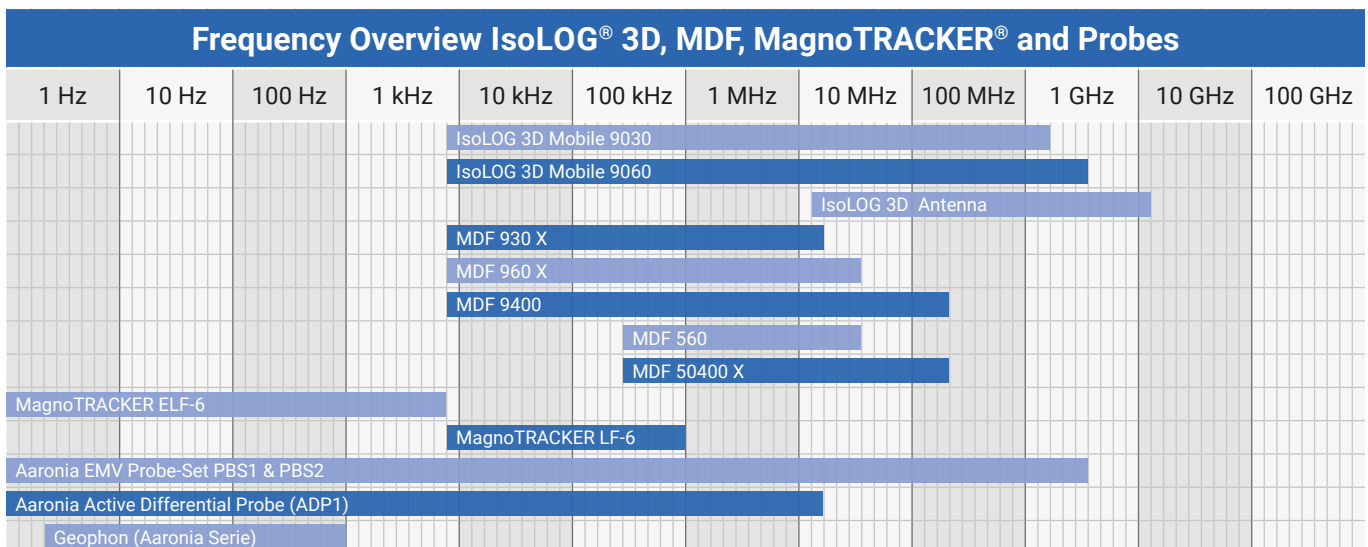 Frequency Overview IsoLOG® 3D, MDF, MagnoTRACKER® and Probes
1 Hz 10 Hz 100 Hz 1 kHz 10 kHz 100 kHz 1 MHz 10 MHz 100 MHz 1 GHz 10 GHz 100 GHz
IsoLOG 3D Mobile 9030
IsoLOG 3D Mobile 9060
IsoLOG 3D Antenna
MDF 930 X
MDF 960 X
MDF 9400
MDF 560
MDF 50400 X
MagnoTRACKER ELF-6
MagnoTRACKER LF-6
Aaronia EMV Probe-Set PBS1 & PBS2
Aaronia Active Differential Probe (ADP1)
Geophon (Aaronia Serie)